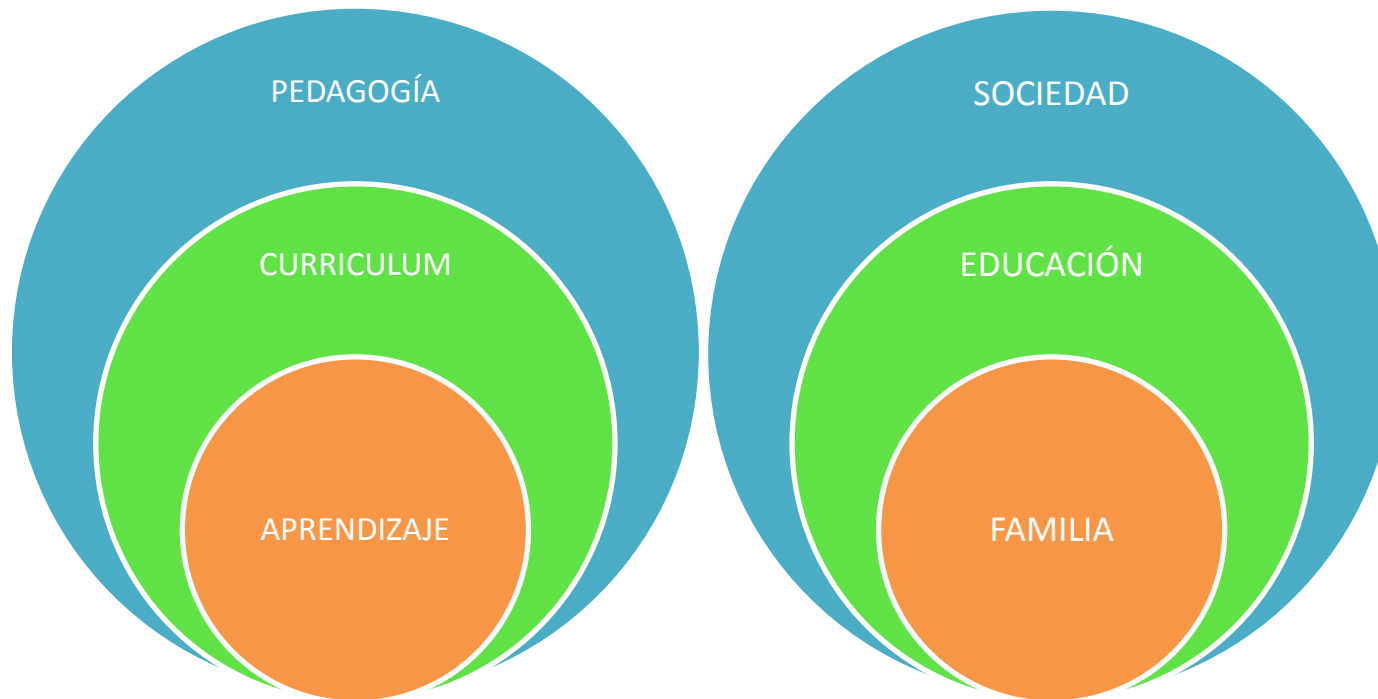 PEDAGOGÍA
CURRICULUM
APRENDIZAJE
SOCIEDAD
EDUCACIÓN
FAMILIA